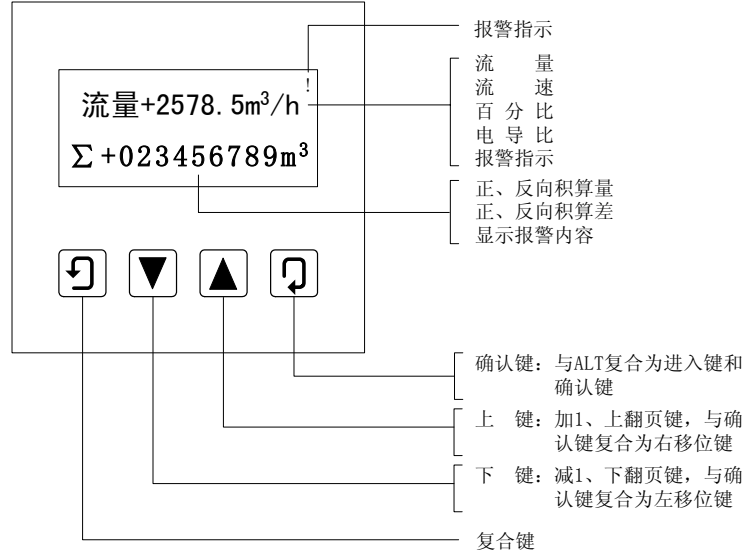 报警指示
!
流量+2578.5m³/h
Σ+023456789m³
流 量
流 速
百 分 比
电 导 比
报警指示
正、反向积算量
正、反向积算差
显示报警内容
确认键：与ALT复合为进入键和
确认键
上 键：加1、上翻页键，与确
认键复合为右移位键
下 键：减1、下翻页键，与确
认键复合为左移位键
复合键